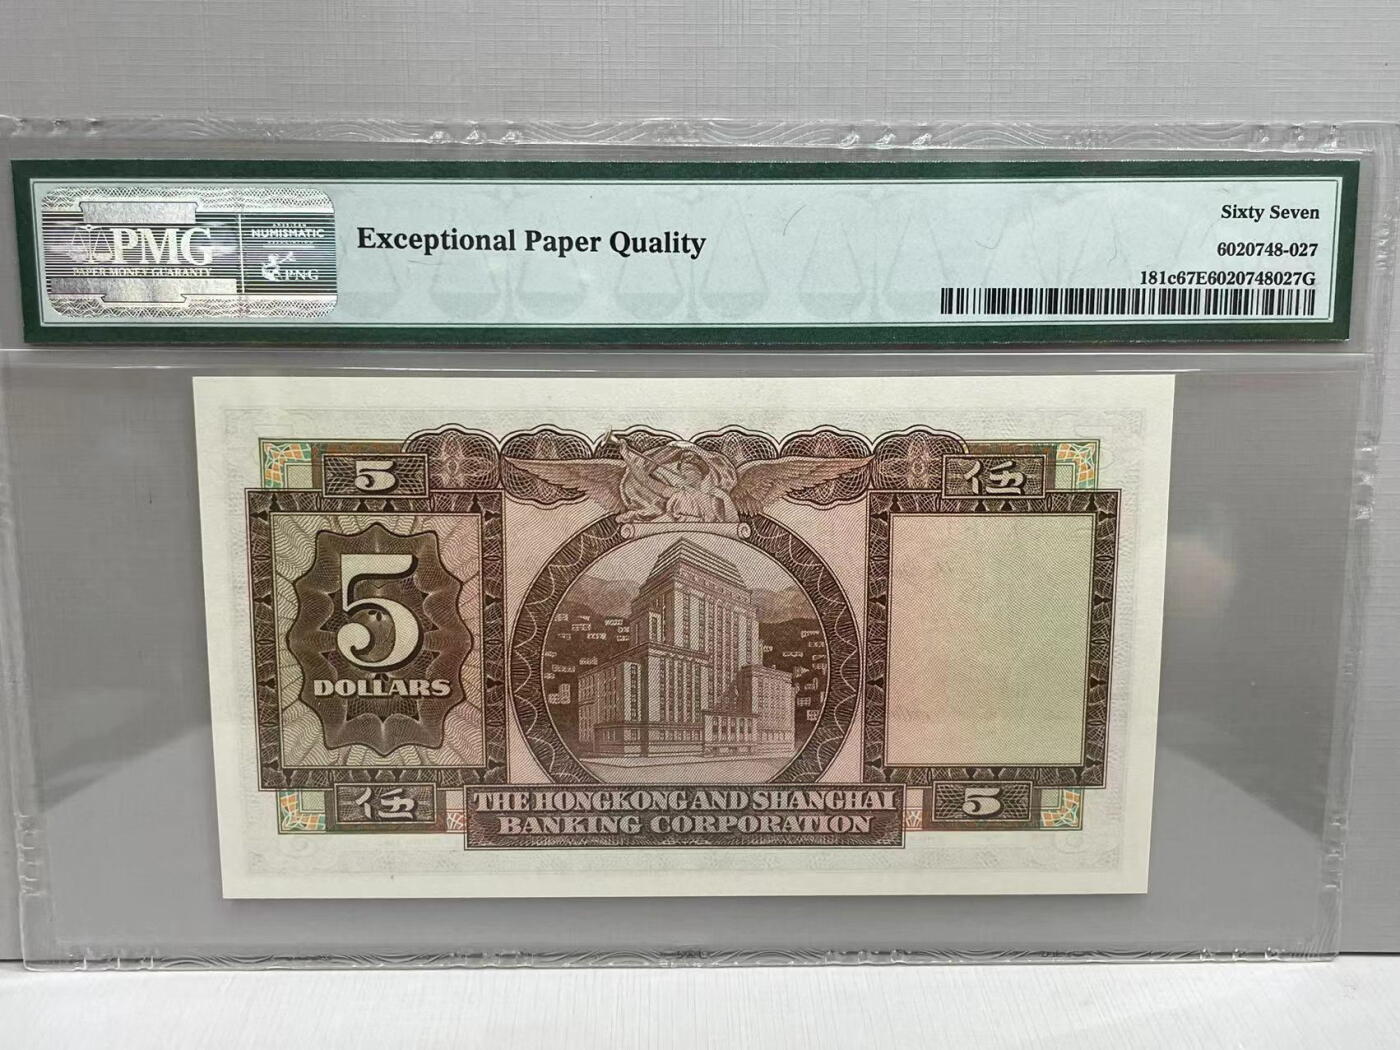 PMG
PAPER MONEY GUARANTY
NUMISMATIC
PNG
Exceptional Paper Quality
Sixty Seven
6020748-027
181c67E6020748027G
5
伍
5
DOLLARS
伍
5
THE HONGKONG AND SHANGHAI
BANKING CORPORATION